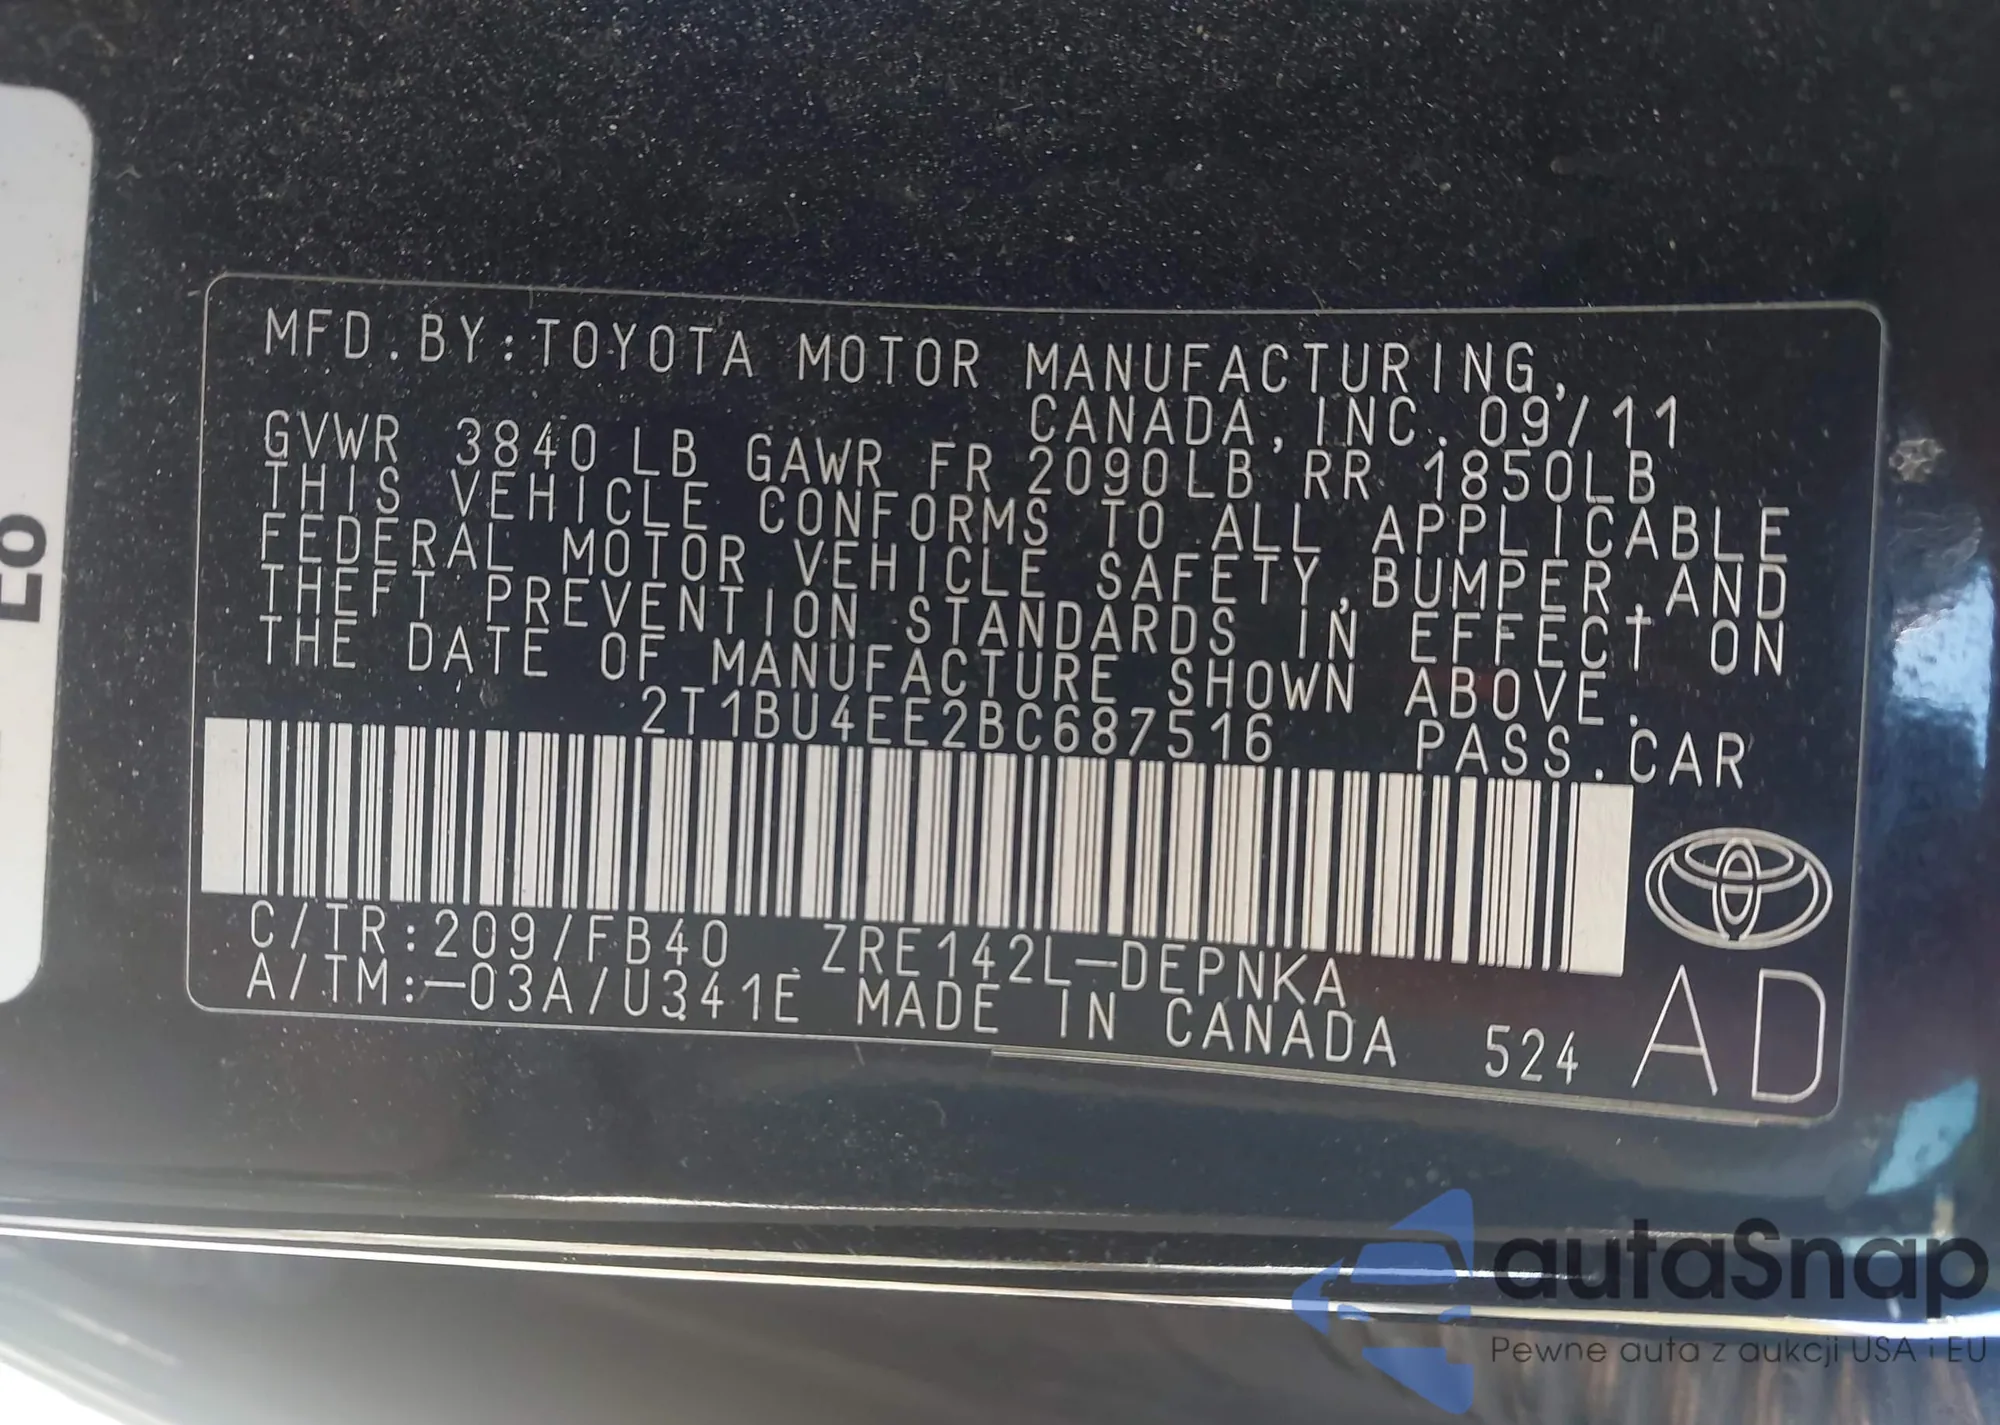 EO
MFD.BY:TOYOTA MOTOR MANUFACTURING,
CANADA, INC. 09/11
GVWR 3840 LB GAWR FR 2090LB RR 1850LB
THIS VEHICLE CONFORMS TO ALL APPLICABLE
FEDERAL MOTOR VEHICLE SAFETY, BUMPER, AND
THEFT PREVENTION STANDARDS IN EFFECT ON
THE DATE OF MANUFACTURE SHOWN ABOVE.
2T1BU4EE2BC687516 PASS.CAR
C/TR:209/FB40 ZRE142L-DEPNKA
A/TM:-03A/U341E MADE IN CANADA 524 AD
autaSnap
Pewne auta z aukcji USA i EU